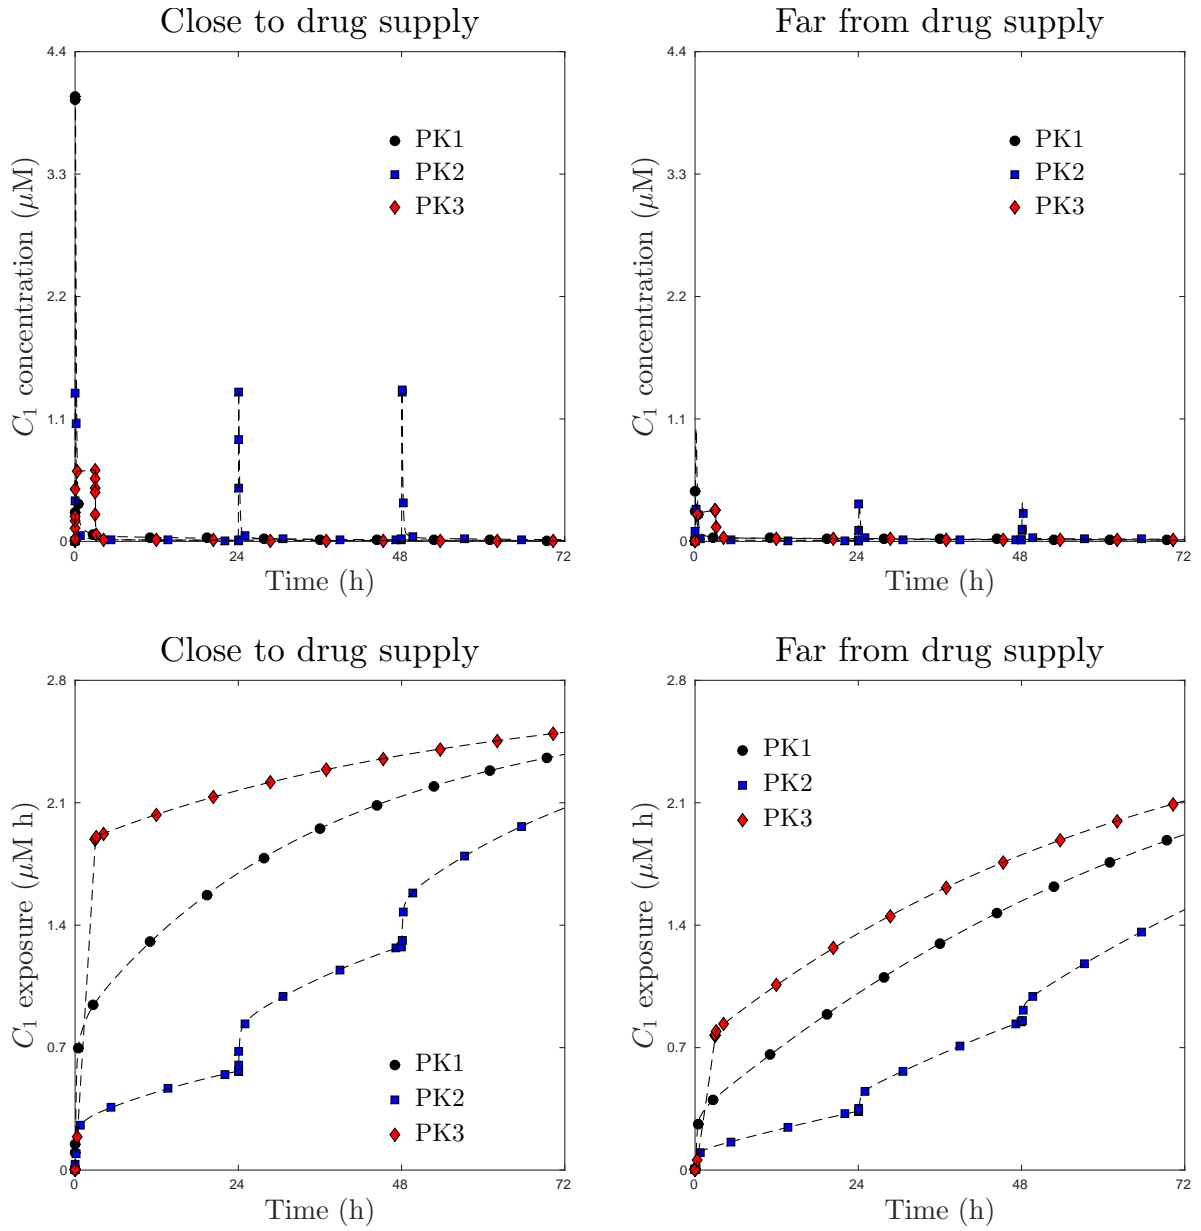 Close to drug supply
4.4
3.3
2.2
1.1
0
C₁ concentration (μM)
PK1
PK2
PK3
0 24 48 72
Time (h)
Far from drug supply
4.4
3.3
2.2
1.1
0
C₁ concentration (μM)
PK1
PK2
PK3
0 24 48 72
Time (h)
Close to drug supply
2.8
2.1
1.4
0.7
0
C₁ exposure (μM h)
PK1
PK2
PK3
0 24 48 72
Time (h)
Far from drug supply
2.8
2.1
1.4
0.7
0
C₁ exposure (μM h)
PK1
PK2
PK3
0 24 48 72
Time (h)